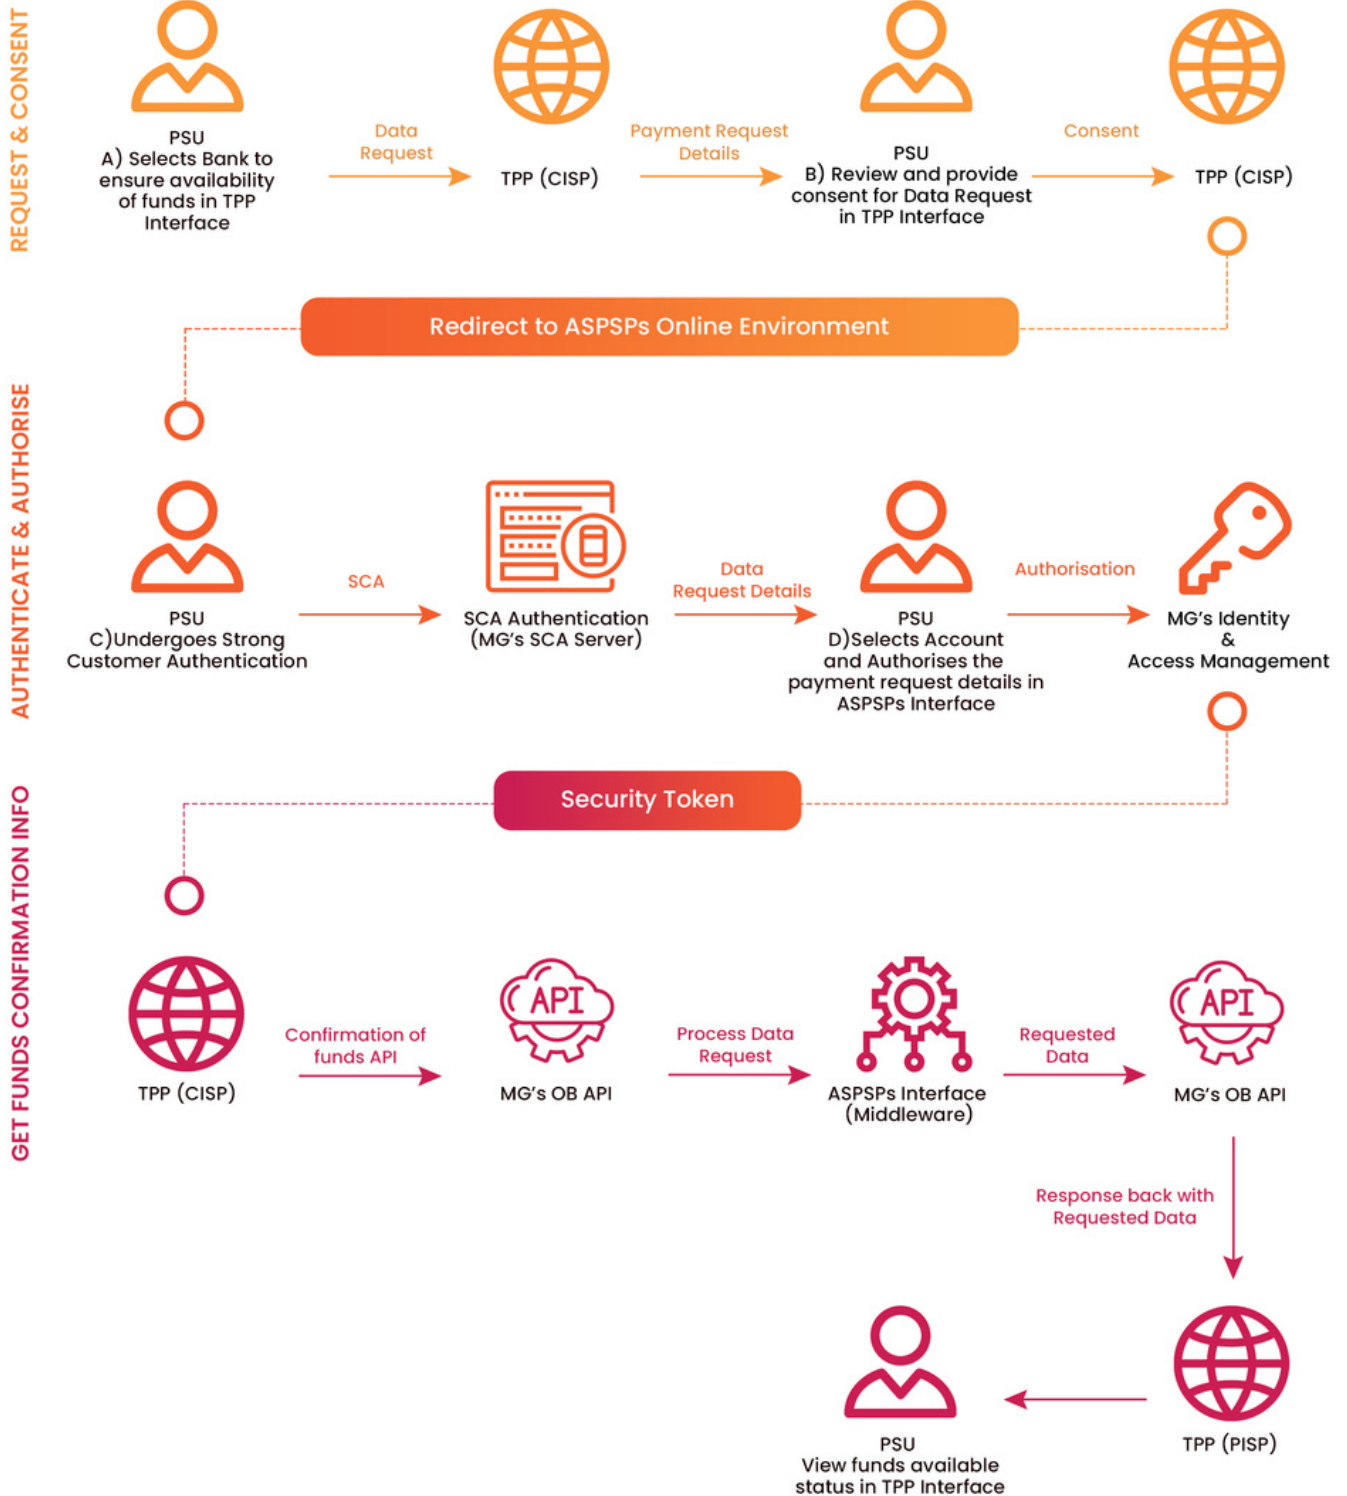 REQUEST & CONSENT
PSU
A) Selects Bank to
ensure availability
of funds in TPP
Interface
Data
Request
TPP (CISP)
Payment Request
Details
PSU
B) Review and provide
consent for Data Request
in TPP Interface
Consent
TPP (CISP)
Redirect to ASPSPs Online Environment
AUTHENTICATE & AUTHORISE
PSU
C)Undergoes Strong
Customer Authentication
SCA
SCA Authentication
(MG's SCA Server)
Data
Request Details
PSU
D)Selects Account
and Authorises the
payment request details in
ASPSPs Interface
Authorisation
MG's Identity
&
Access Management
Security Token
GET FUNDS CONFIRMATION INFO
TPP (CISP)
Confirmation of
funds API
API
MG's OB API
Process Data
Request
ASPSPs Interface
(Middleware)
Requested
Data
API
MG's OB API
Response back with
Requested Data
TPP (PISP)
PSU
View funds available
status in TPP Interface